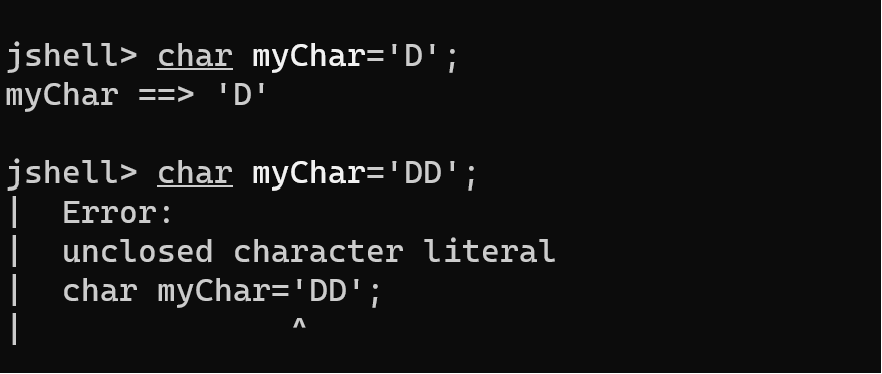 jshell> char myChar='D';
myChar ==> 'D'
jshell> char myChar='DD';
|  Error:
|  unclosed character literal
|  char myChar='DD';
|              ^